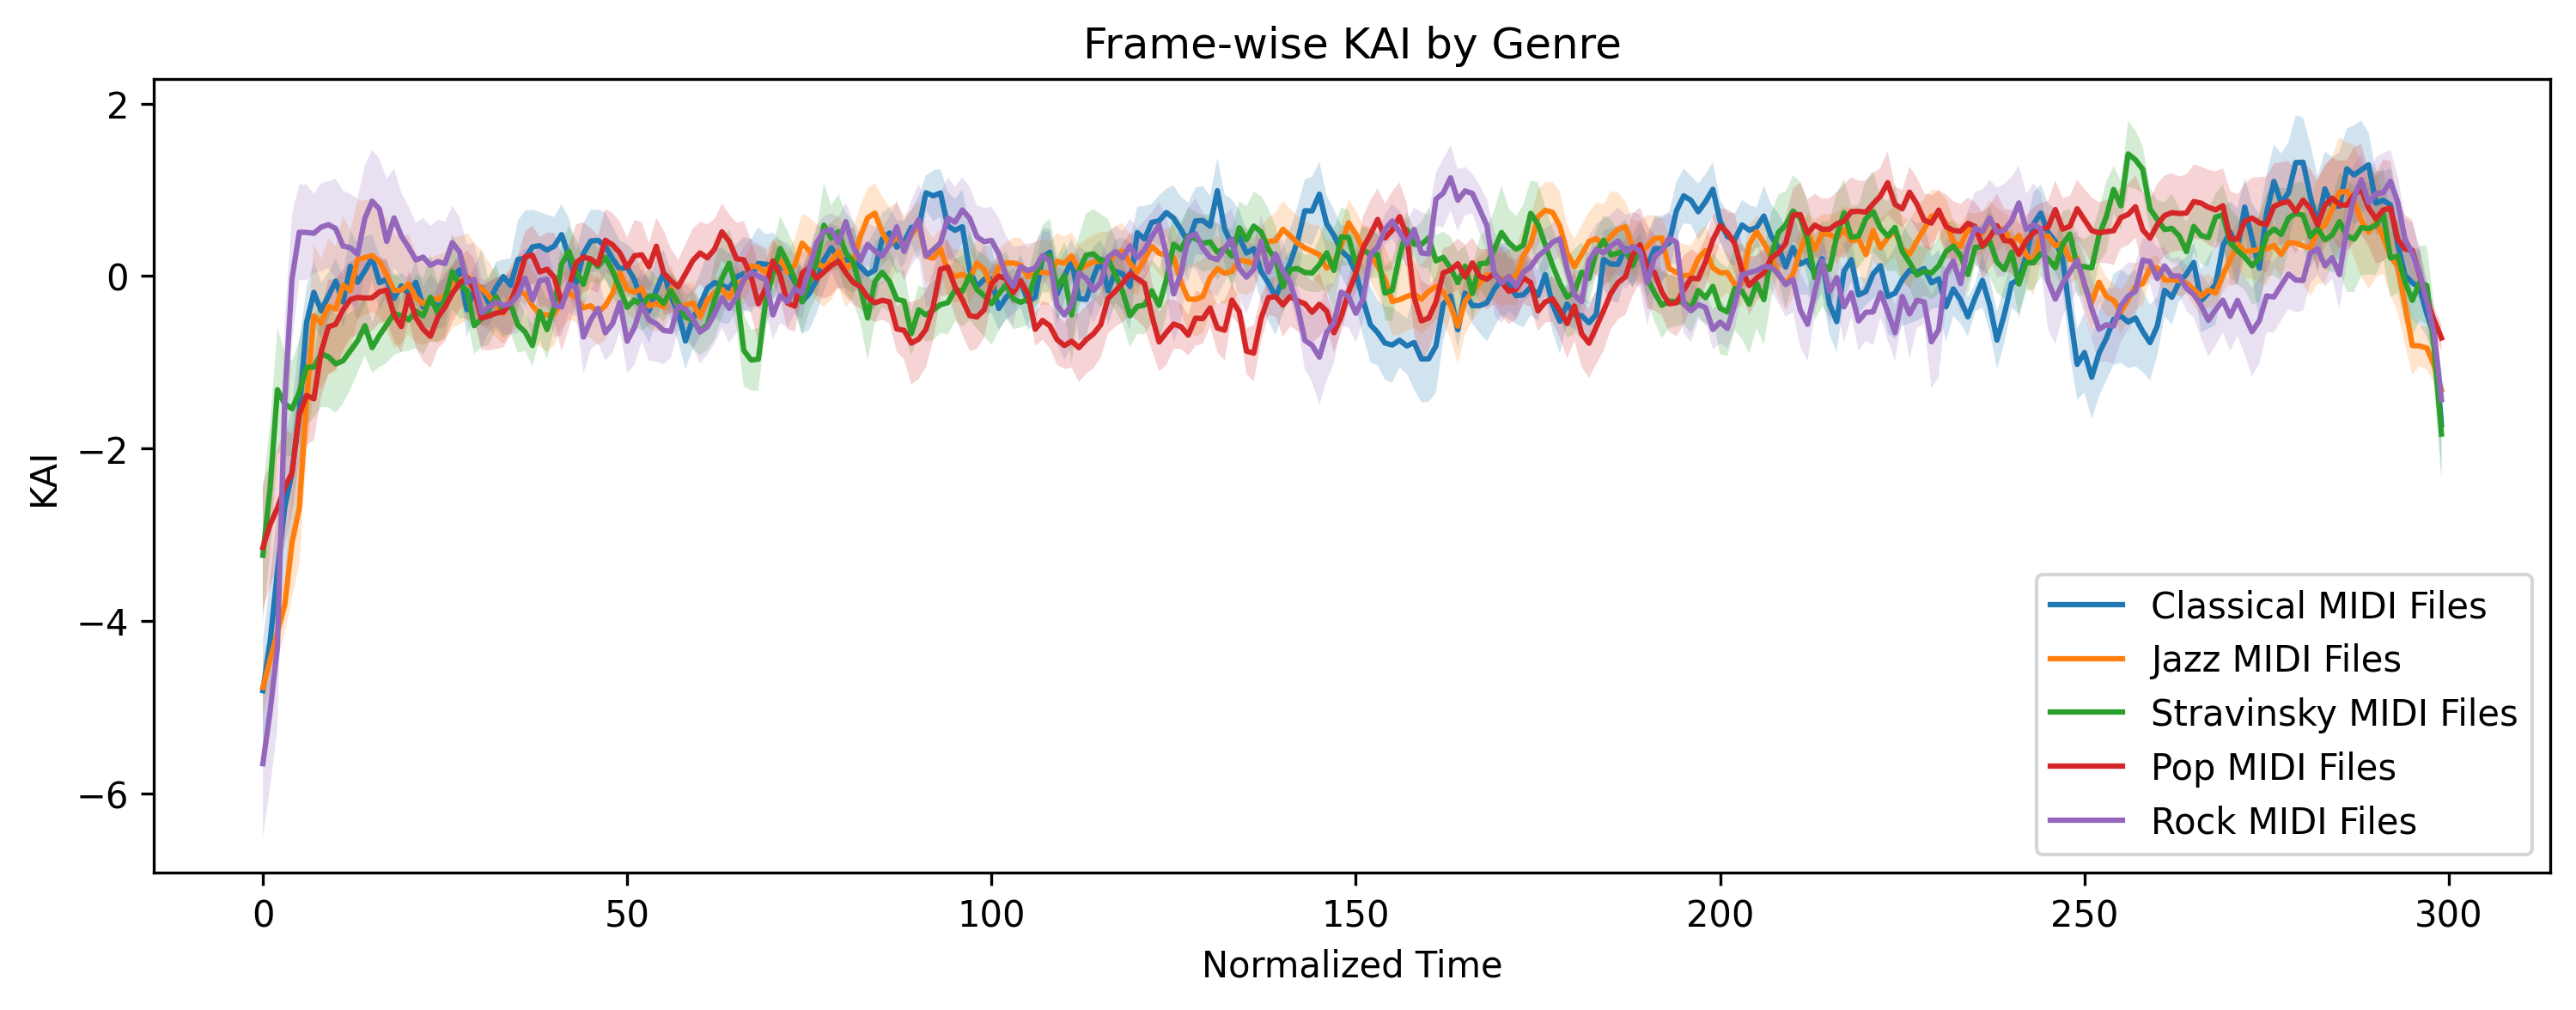 Frame-wise KAI by Genre
KAI
2
0
−2
−4
−6
0 50 100 150 200 250 300
Normalized Time
Classical MIDI Files
Jazz MIDI Files
Stravinsky MIDI Files
Pop MIDI Files
Rock MIDI Files